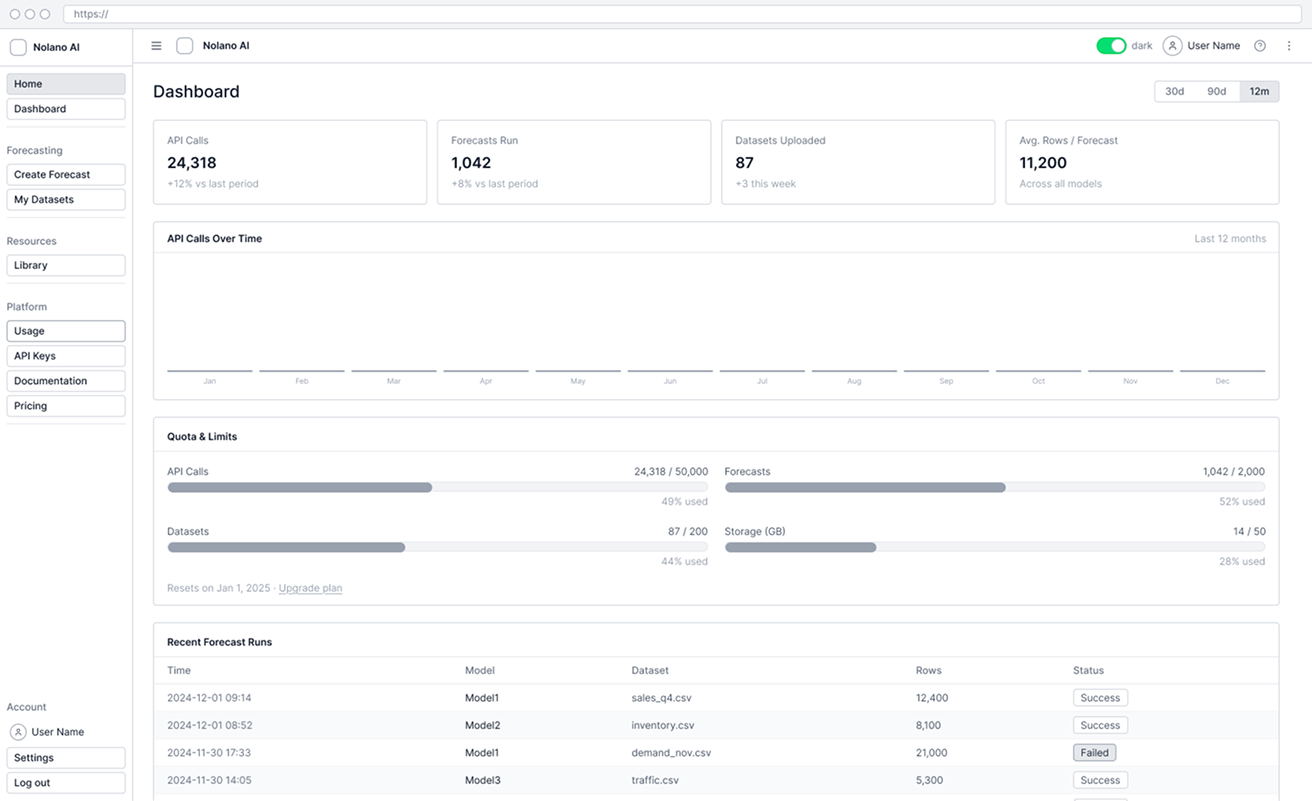 https://
Nolano AI
Home
Dashboard
Forecasting
Create Forecast
My Datasets
Resources
Library
Platform
Usage
API Keys
Documentation
Pricing
Account
User Name
Settings
Log out
Nolano AI
dark
User Name
Dashboard
30d 90d 12m
API Calls
24,318
+12% vs last period
Forecasts Run
1,042
+8% vs last period
Datasets Uploaded
87
+3 this week
Avg. Rows / Forecast
11,200
Across all models
API Calls Over Time
Last 12 months
Jan Feb Mar Apr May Jun Jul Aug Sep Oct Nov Dec
Quota & Limits
API Calls 24,318 / 50,000
49% used
Forecasts 1,042 / 2,000
52% used
Datasets 87 / 200
44% used
Storage (GB) 14 / 50
28% used
Resets on Jan 1, 2025 · Upgrade plan
Recent Forecast Runs
Time Model Dataset Rows Status
2024-12-01 09:14 Model1 sales_q4.csv 12,400 Success
2024-12-01 08:52 Model2 inventory.csv 8,100 Success
2024-11-30 17:33 Model1 demand_nov.csv 21,000 Failed
2024-11-30 14:05 Model3 traffic.csv 5,300 Success